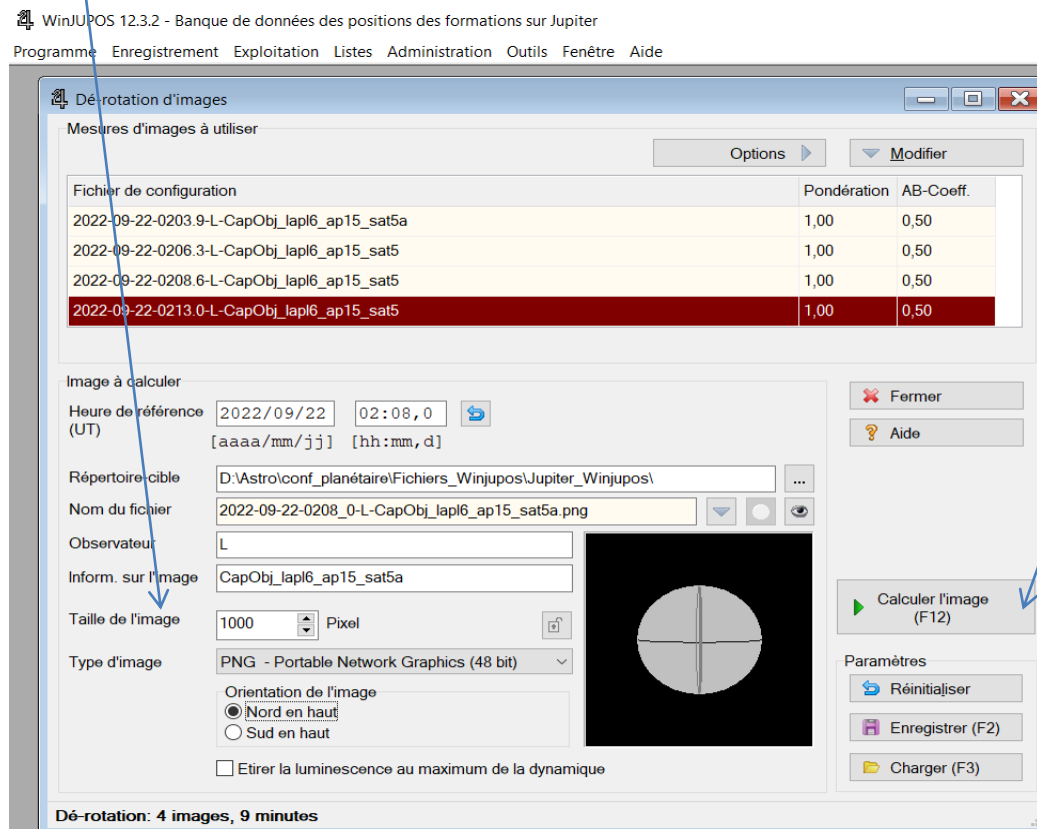 WinJUPOS 12.3.2 - Banque de données des positions des formations sur Jupiter
Programme Enregistrement Exploitation Listes Administration Outils Fenêtre Aide
Dé-rotation d'images
Mesures d'images à utiliser
Options Modifier
Fichier de configuration Pondération AB-Coeff.
2022-09-22-0203.9-L-CapObj_lapl6_ap15_sat5a 1,00 0,50
2022-09-22-0206.3-L-CapObj_lapl6_ap15_sat5 1,00 0,50
2022-09-22-0208.6-L-CapObj_lapl6_ap15_sat5 1,00 0,50
2022-09-22-0213.0-L-CapObj_lapl6_ap15_sat5 1,00 0,50
Image à calculer
Heure de référence 2022/09/22 02:08,0
(UT)
[aaaa/mm/jj] [hh:mm,d]
Fermer
Aide
Répertoire-cible D:\Astro\conf_planétaire\Fichiers_Winjupos\Jupiter_Winjupos\ ...
Nom du fichier 2022-09-22-0208_0-L-CapObj_lapl6_ap15_sat5a.png
Observateur L
Inform. sur l'image CapObj_lapl6_ap15_sat5a
Taille de l'image 1000 Pixel
Calculer l'image
(F12)
Type d'image PNG - Portable Network Graphics (48 bit)
Orientation de l'image
Nord en haut
Sud en haut
Paramètres
Réinitialiser
Enregistrer (F2)
Charger (F3)
Etirer la luminescence au maximum de la dynamique
Dé-rotation: 4 images, 9 minutes